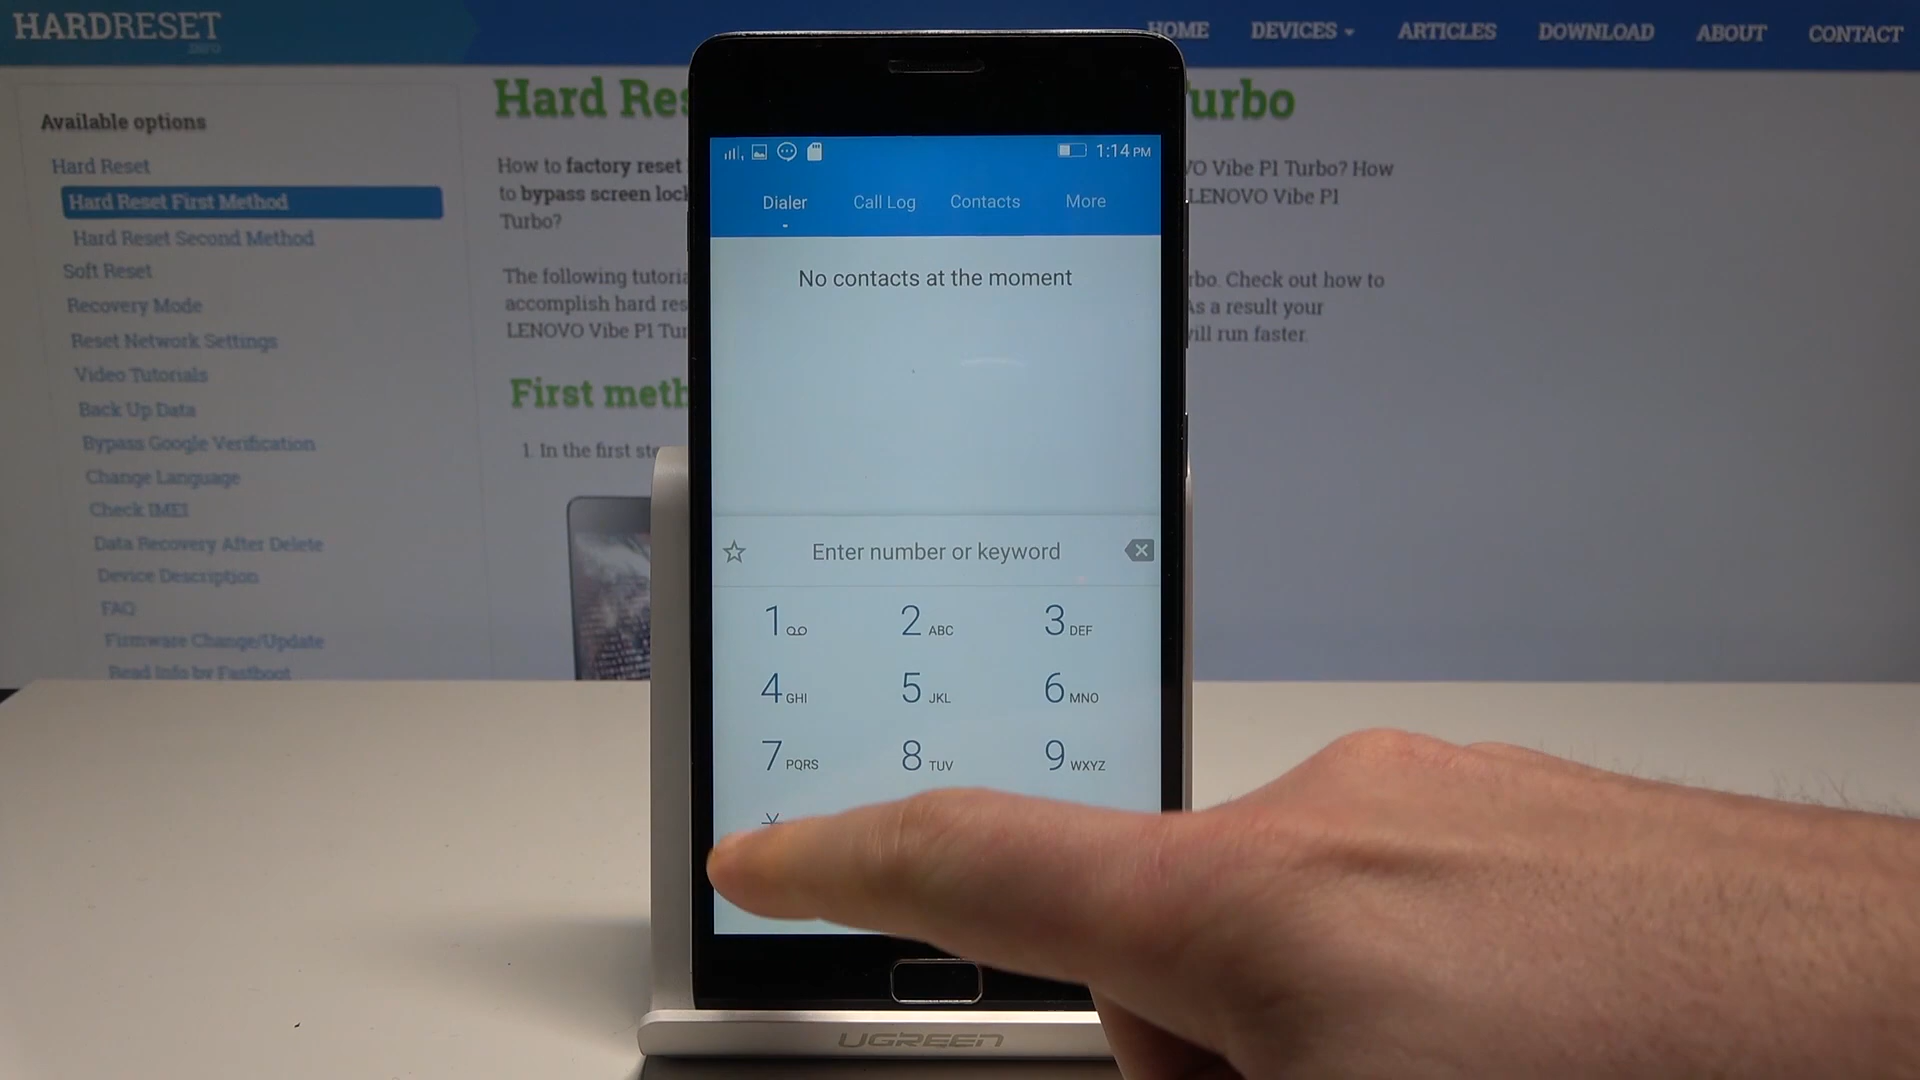 HARDRESET
.INFO
HOME
DEVICES
ARTICLES
DOWNLOAD
ABOUT
CONTACT
Available options
Hard Reset
Hard Reset First Method
Hard Reset Second Method
Soft Reset
Recovery Mode
Reset Network Settings
Video Tutorials
Back Up Data
Bypass Google Verification
Change Language
Check IMEI
Data Recovery After Delete
Device Description
FAQ
Firmware Change/Update
Read Info by Fastboot
Hard Res
urbo
How to factory reset
VO Vibe P1 Turbo? How
to bypass screen lock
LENOVO Vibe P1
Turbo?
The following tutoria
rbo. Check out how to
accomplish hard res
As a result your
LENOVO Vibe P1 Tur
will run faster.
First meth
1. In the first ste
1:14 PM
Dialer
Call Log
Contacts
More
No contacts at the moment
Enter number or keyword
1
2 ABC
3 DEF
4 GHI
5 JKL
6 MNO
7 PQRS
8 TUV
9 WXYZ
*
UGREEN